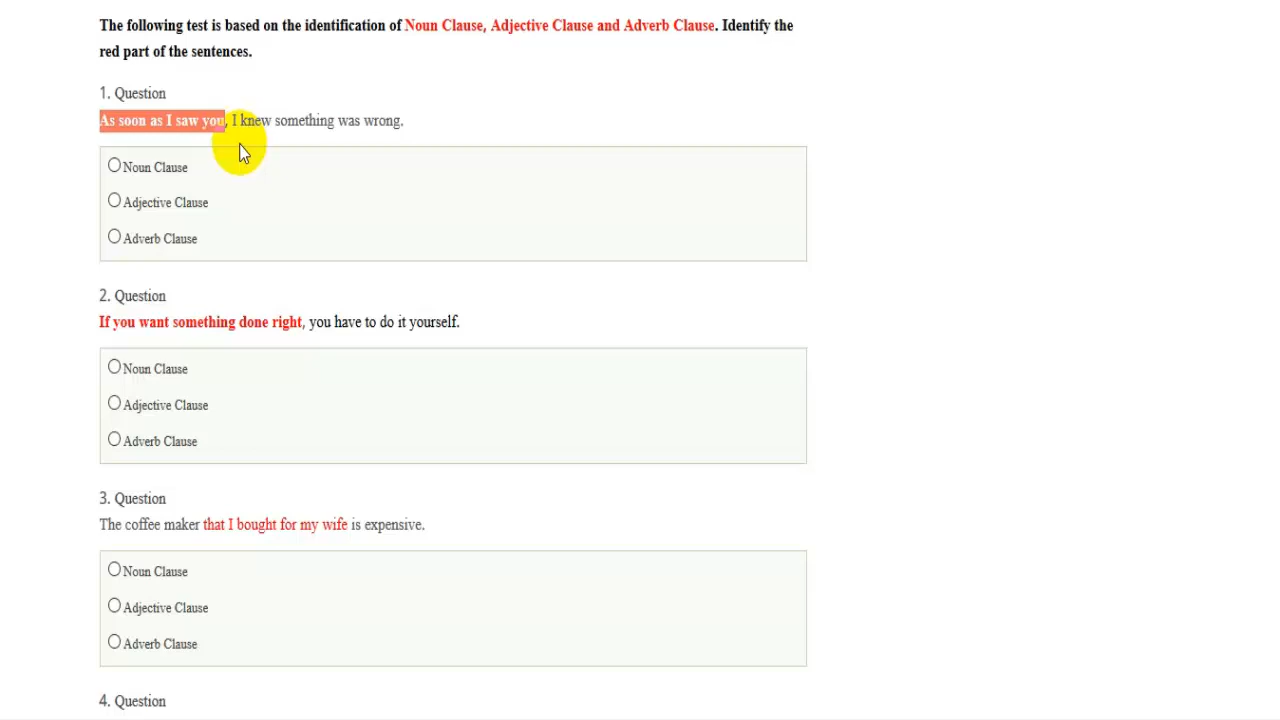 The following test is based on the identification of Noun Clause, Adjective Clause and Adverb Clause. Identify the
red part of the sentences.
1. Question
As soon as I saw you, I knew something was wrong.
Noun Clause
Adjective Clause
Adverb Clause
2. Question
If you want something done right, you have to do it yourself.
Noun Clause
Adjective Clause
Adverb Clause
3. Question
The coffee maker that I bought for my wife is expensive.
Noun Clause
Adjective Clause
Adverb Clause
4. Question